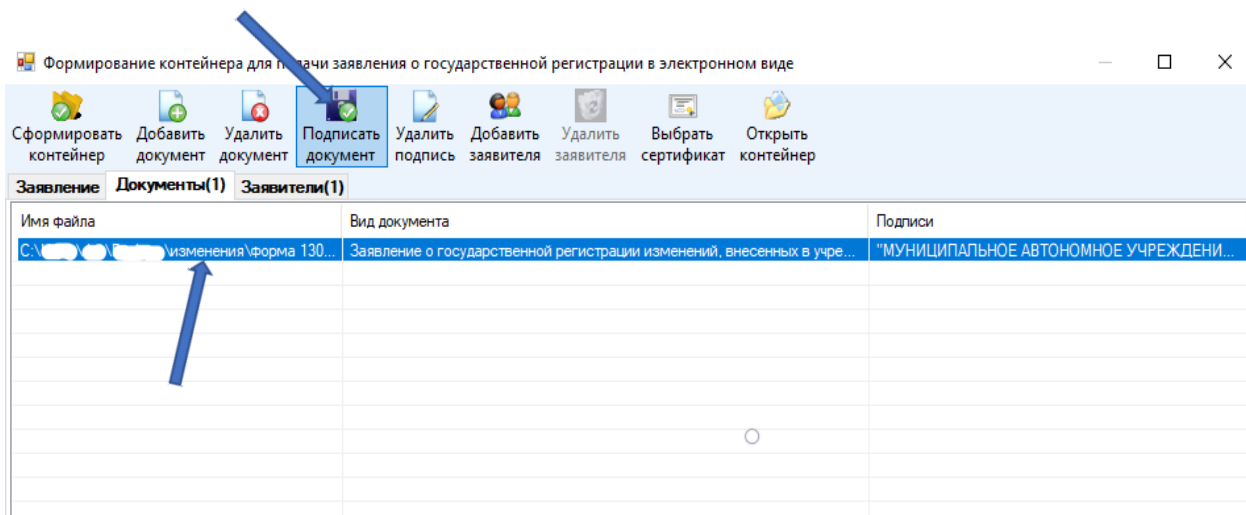 Формирование контейнера для подачи заявления о государственной регистрации в электронном виде
Сформировать контейнер
Добавить документ
Удалить документ
Подписать документ
Удалить подпись
Добавить заявителя
Удалить заявителя
Выбрать сертификат
Открыть контейнер
Заявление Документы(1) Заявители(1)
Имя файла Вид документа Подписи
C:\ \ \ \изменения\форма 130... Заявление о государственной регистрации изменений, внесенных в учре... "МУНИЦИПАЛЬНОЕ АВТОНОМНОЕ УЧРЕЖДЕНИ...